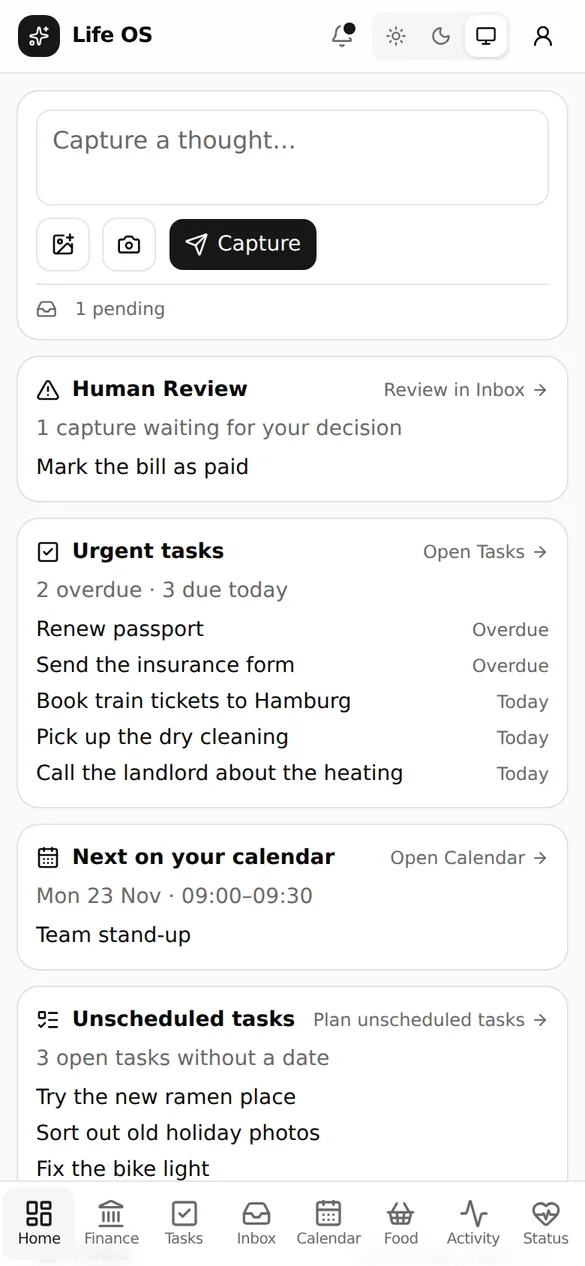 Life OS
Capture a thought...
Capture
1 pending
Human Review
Review in Inbox →
1 capture waiting for your decision
Mark the bill as paid
Urgent tasks
Open Tasks →
2 overdue · 3 due today
Renew passport
Overdue
Send the insurance form
Overdue
Book train tickets to Hamburg
Today
Pick up the dry cleaning
Today
Call the landlord about the heating
Today
Next on your calendar
Open Calendar →
Mon 23 Nov · 09:00–09:30
Team stand-up
Unscheduled tasks
Plan unscheduled tasks →
3 open tasks without a date
Try the new ramen place
Sort out old holiday photos
Fix the bike light
Home
Finance
Tasks
Inbox
Calendar
Food
Activity
Status